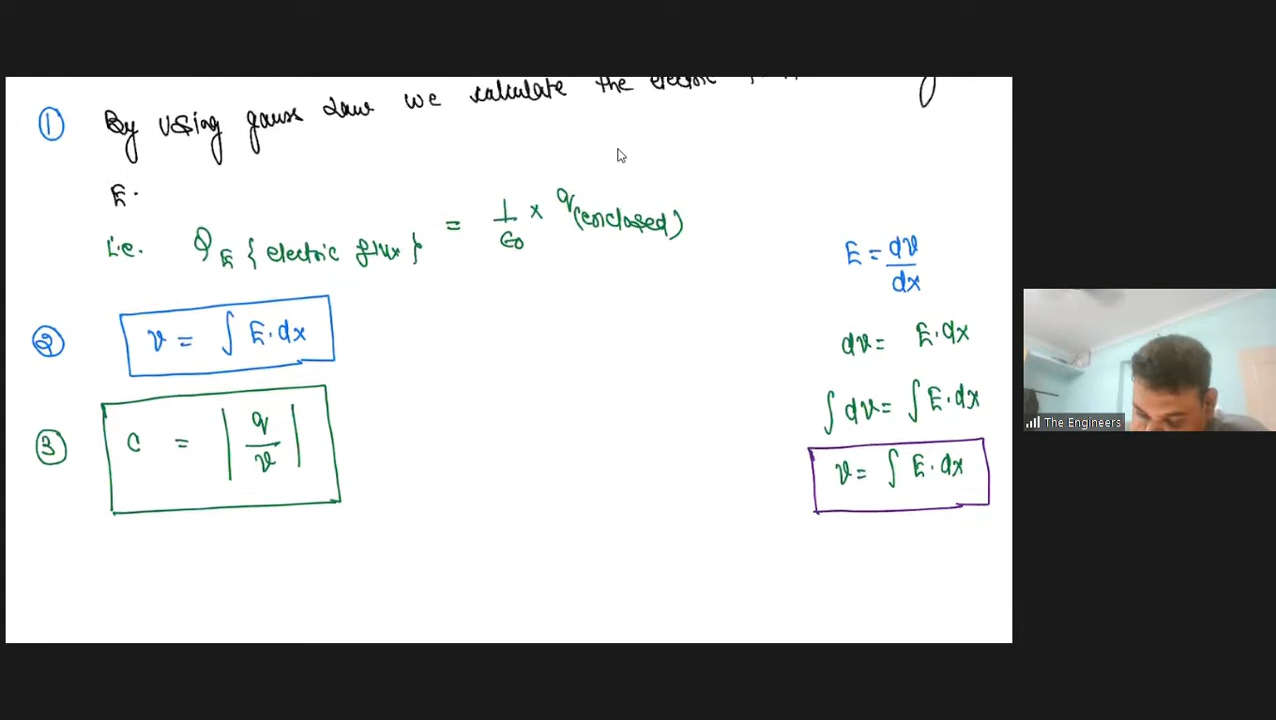 ① By using gauss Law we calculate the electric
E.
i.e. Φ_E {electric flux} = 1/ε₀ × q(enclosed)
② v = ∫ E·dx
③ C = |q/v|
E = dv/dx
dv = E·dx
∫ dv = ∫ E·dx
v = ∫ E·dx
The Engineers